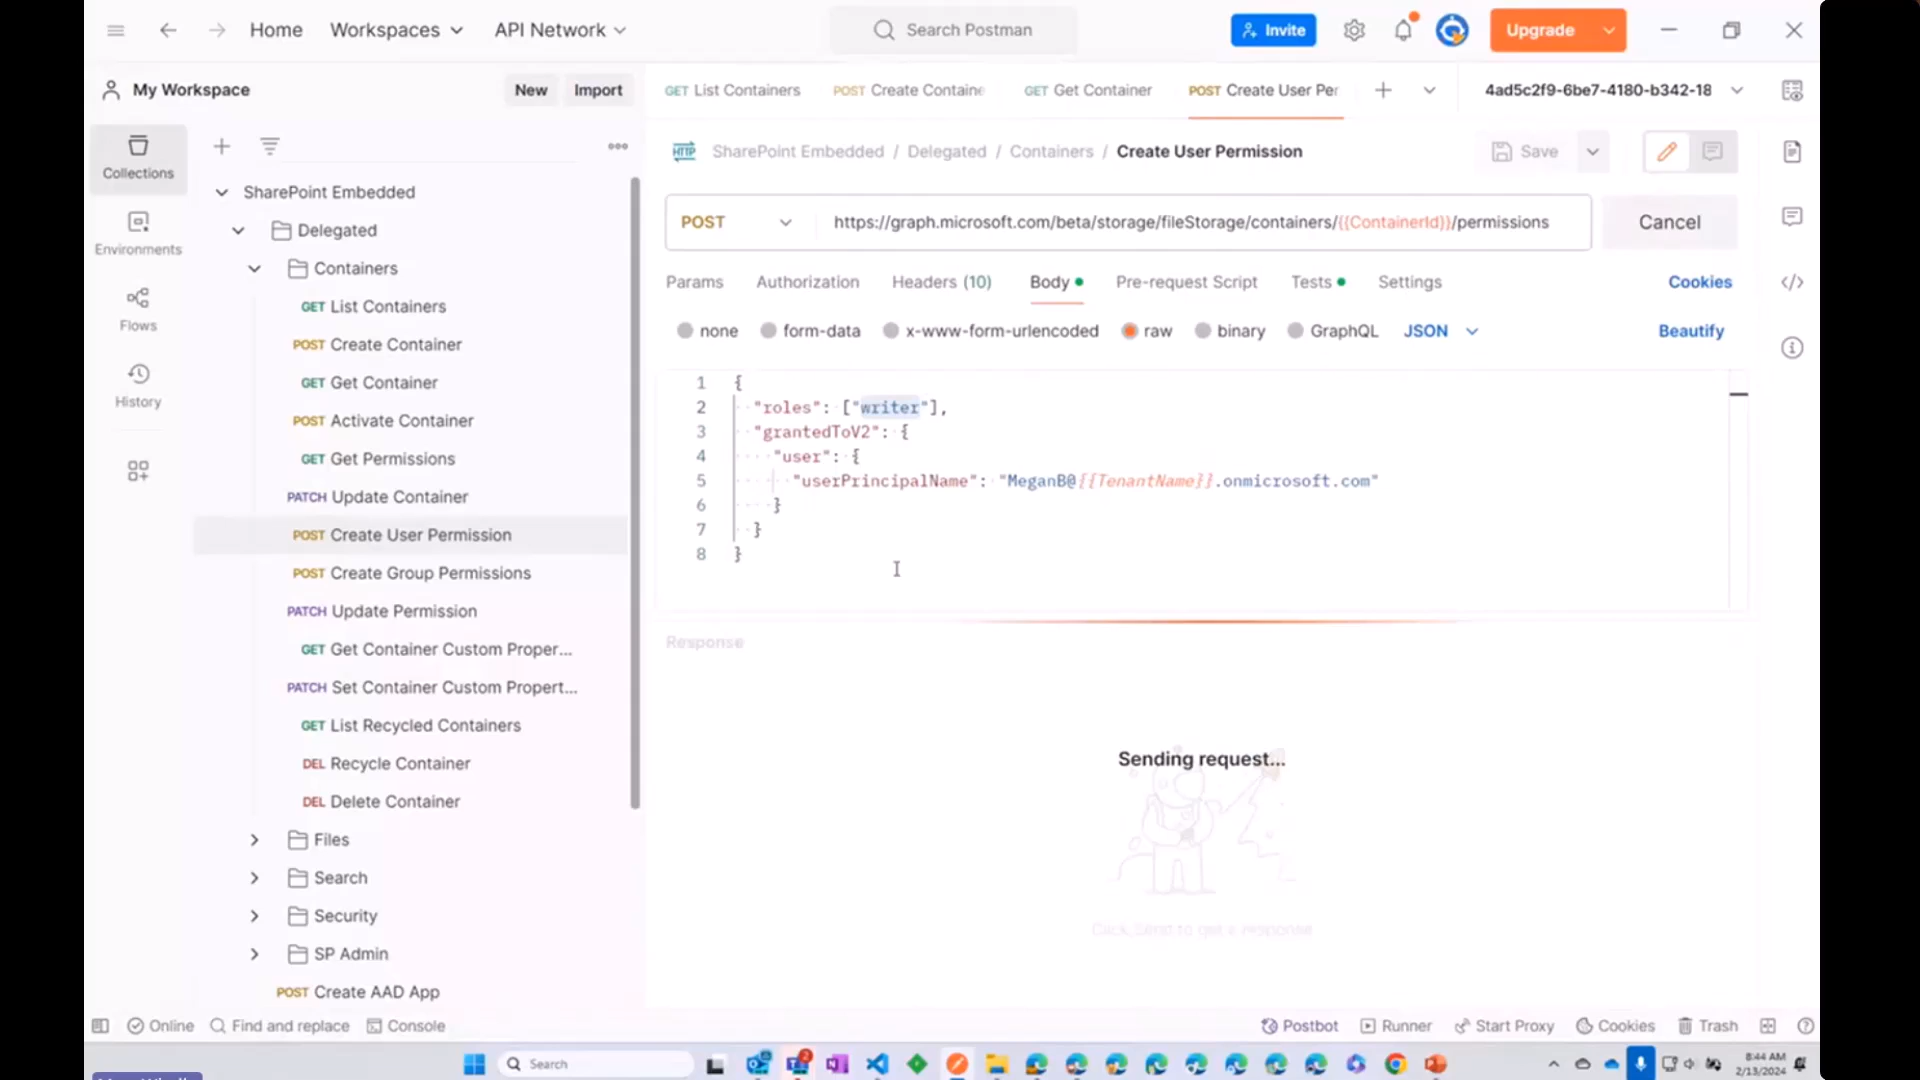 Home
Workspaces
API Network
Search Postman
Invite
Upgrade
My Workspace
New
Import
GET List Containers
POST Create Containe
GET Get Container
POST Create User Per
4ad5c2f9-6be7-4180-b342-18
Collections
Environments
Flows
History
SharePoint Embedded
Delegated
Containers
GET List Containers
POST Create Container
GET Get Container
POST Activate Container
GET Get Permissions
PATCH Update Container
POST Create User Permission
POST Create Group Permissions
PATCH Update Permission
GET Get Container Custom Proper...
PATCH Set Container Custom Propert...
GET List Recycled Containers
DEL Recycle Container
DEL Delete Container
Files
Search
Security
SP Admin
POST Create AAD App
HTTP SharePoint Embedded / Delegated / Containers / Create User Permission
Save
POST https://graph.microsoft.com/beta/storage/fileStorage/containers/{{ContainerId}}/permissions
Cancel
Params Authorization Headers (10) Body Pre-request Script Tests Settings
Cookies
none form-data x-www-form-urlencoded raw binary GraphQL JSON
Beautify
1 {
2 "roles": ["writer"],
3 "grantedToV2": {
4 "user": {
5 "userPrincipalName": "MeganB@{{TenantName}}.onmicrosoft.com"
6 }
7 }
8 }
Response
Sending request...
Click Send to get a response
Online
Find and replace
Console
Postbot
Runner
Start Proxy
Cookies
Trash
Search
2
8:44 AM
2/13/2024